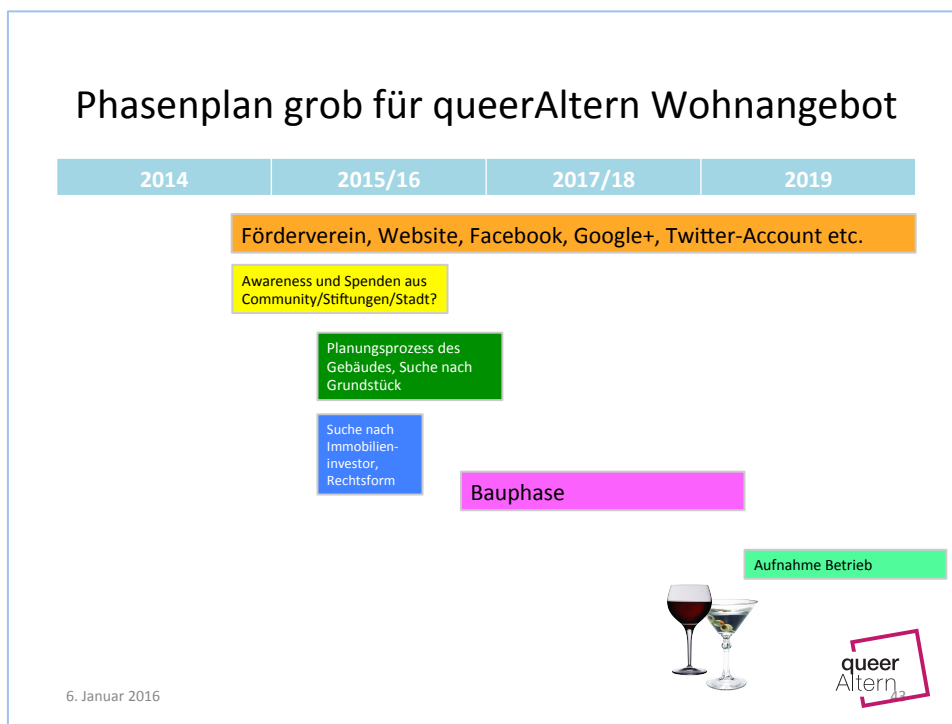 Phasenplan grob für queerAltern Wohnangebot
2014 2015/16 2017/18 2019
Förderverein, Website, Facebook, Google+, Twitter-Account etc.
Awareness und Spenden aus
Community/Stiftungen/Stadt?
Planungsprozess des
Gebäudes, Suche nach
Grundstück
Suche nach
Immobilien-
investor,
Rechtsform
Bauphase
Aufnahme Betrieb
queer
Altern
6. Januar 2016
43